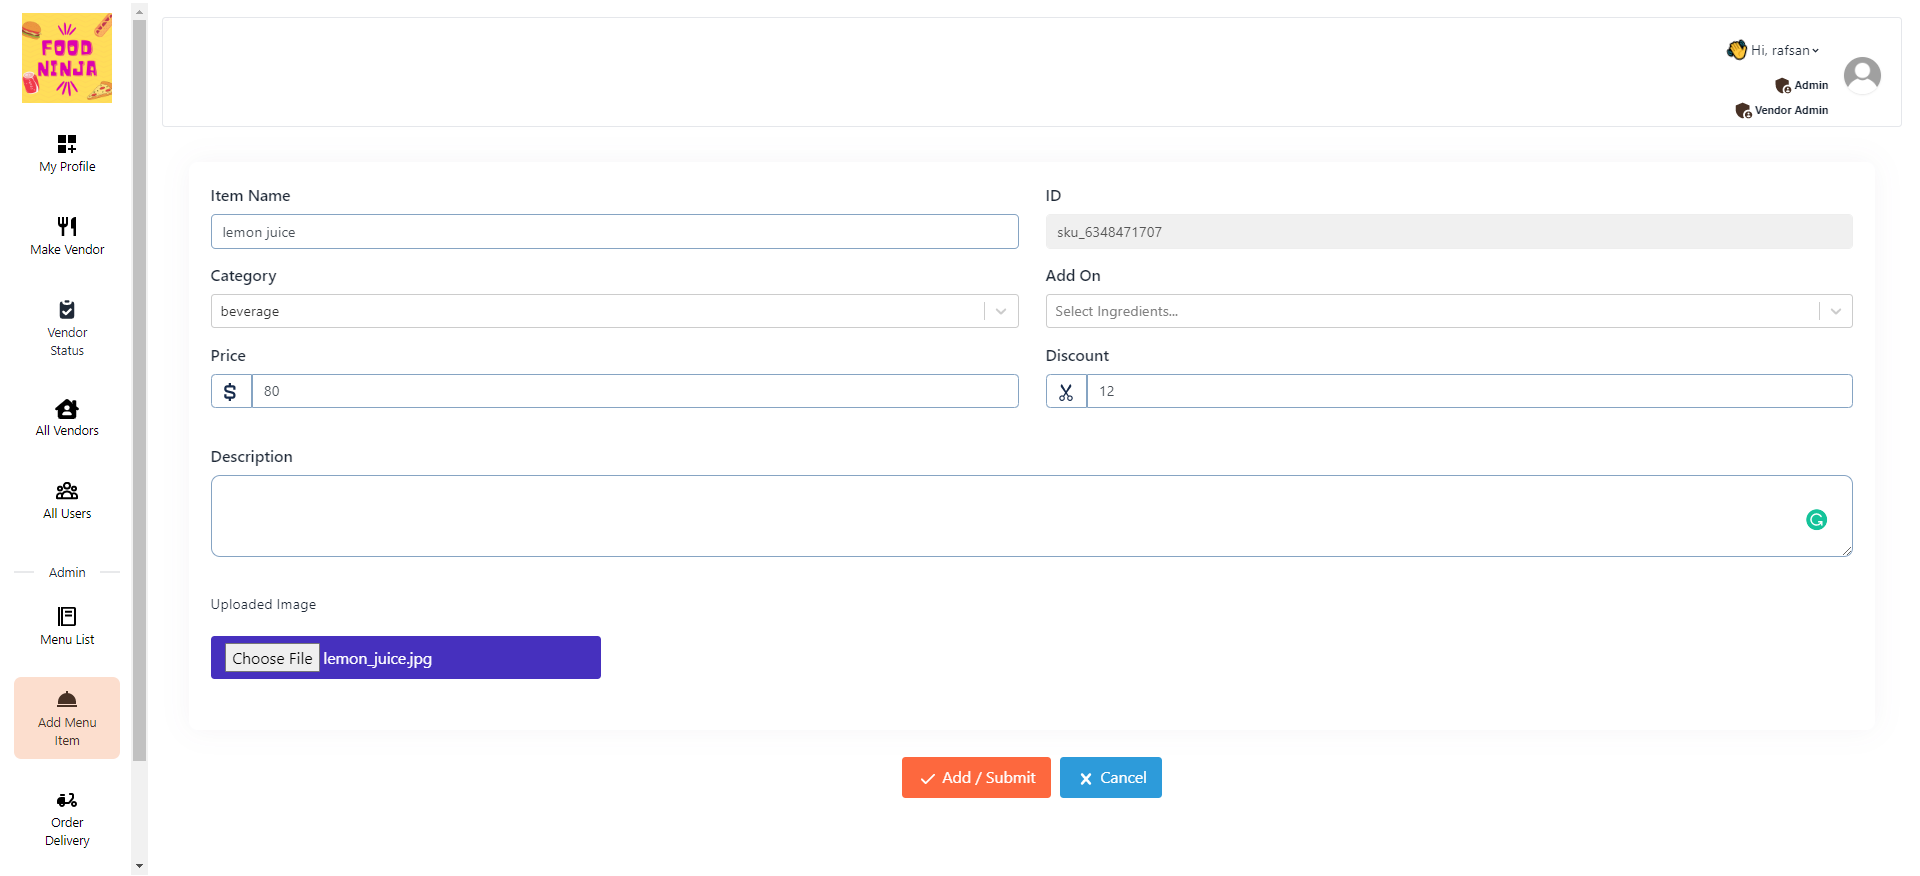 FOOD
NINJA
My Profile
Make Vendor
Vendor
Status
All Vendors
All Users
Admin
Menu List
Add Menu
Item
Order
Delivery
Hi, rafsan
Admin
Vendor Admin
Item Name
ID
lemon juice
sku_6348471707
Category
Add On
beverage
Select Ingredients...
Price
Discount
$ 80
12
Description
Uploaded Image
Choose File lemon_juice.jpg
Add / Submit
Cancel